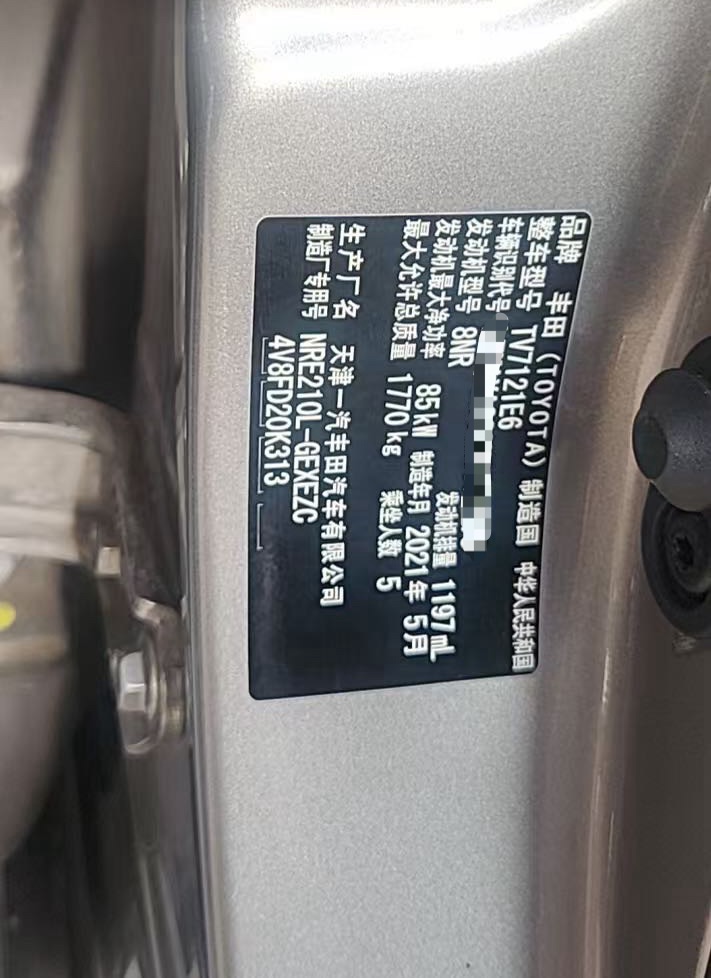 品牌 丰田（TOYOTA）制造国 中华人民共和国
整车型号 TV7121E6
车辆识别代号
发动机型号 8NR 发动机排量 1197mL
发动机最大净功率 85kW 制造年月 2021年 5月
最大允许总质量 1770kg 乘坐人数 5
生产厂名 天津一汽丰田汽车有限公司
制造厂专用号 NRE210L-GEXEZC
4V8FD20K313